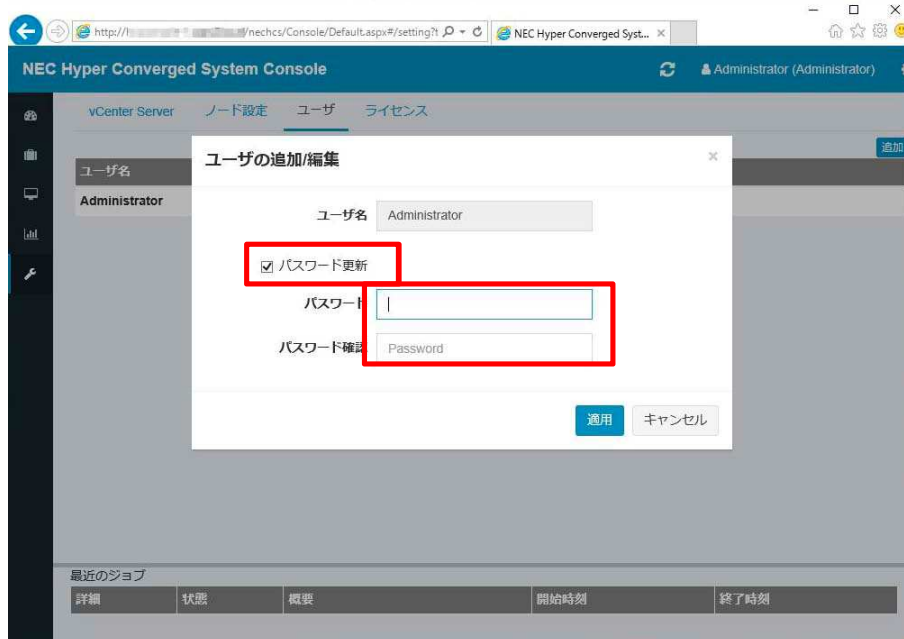 http://h /nechcs/Console/Default.aspx#/setting?t
NEC Hyper Converged Syst...
NEC Hyper Converged System Console
Administrator (Administrator)
vCenter Server ノード設定 ユーザ ライセンス
追加
ユーザ名
Administrator
ユーザの追加/編集
ユーザ名 Administrator
パスワード更新
パスワード
パスワード確認 Password
適用 キャンセル
最近のジョブ
詳細 状態 概要 開始時刻 終了時刻